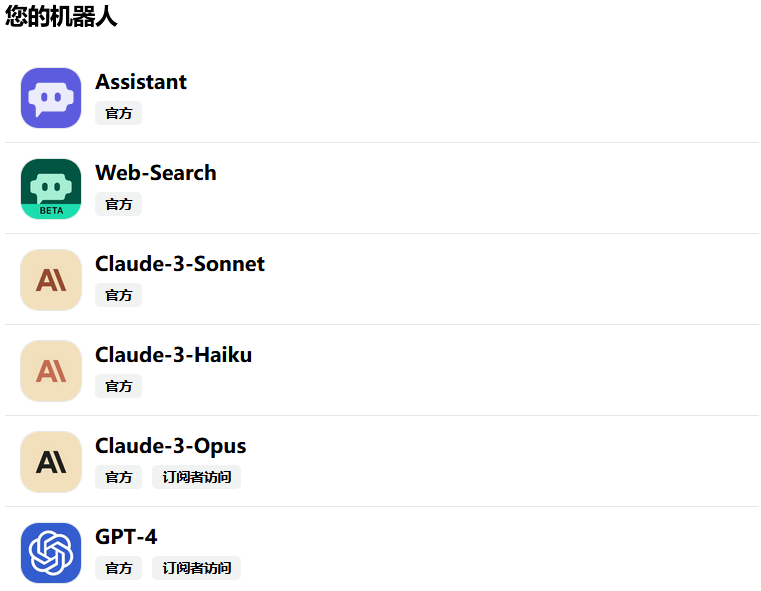 您的机器人
Assistant
官方
Web-Search
BETA
官方
Claude-3-Sonnet
官方
Claude-3-Haiku
官方
Claude-3-Opus
官方 订阅者访问
GPT-4
官方 订阅者访问